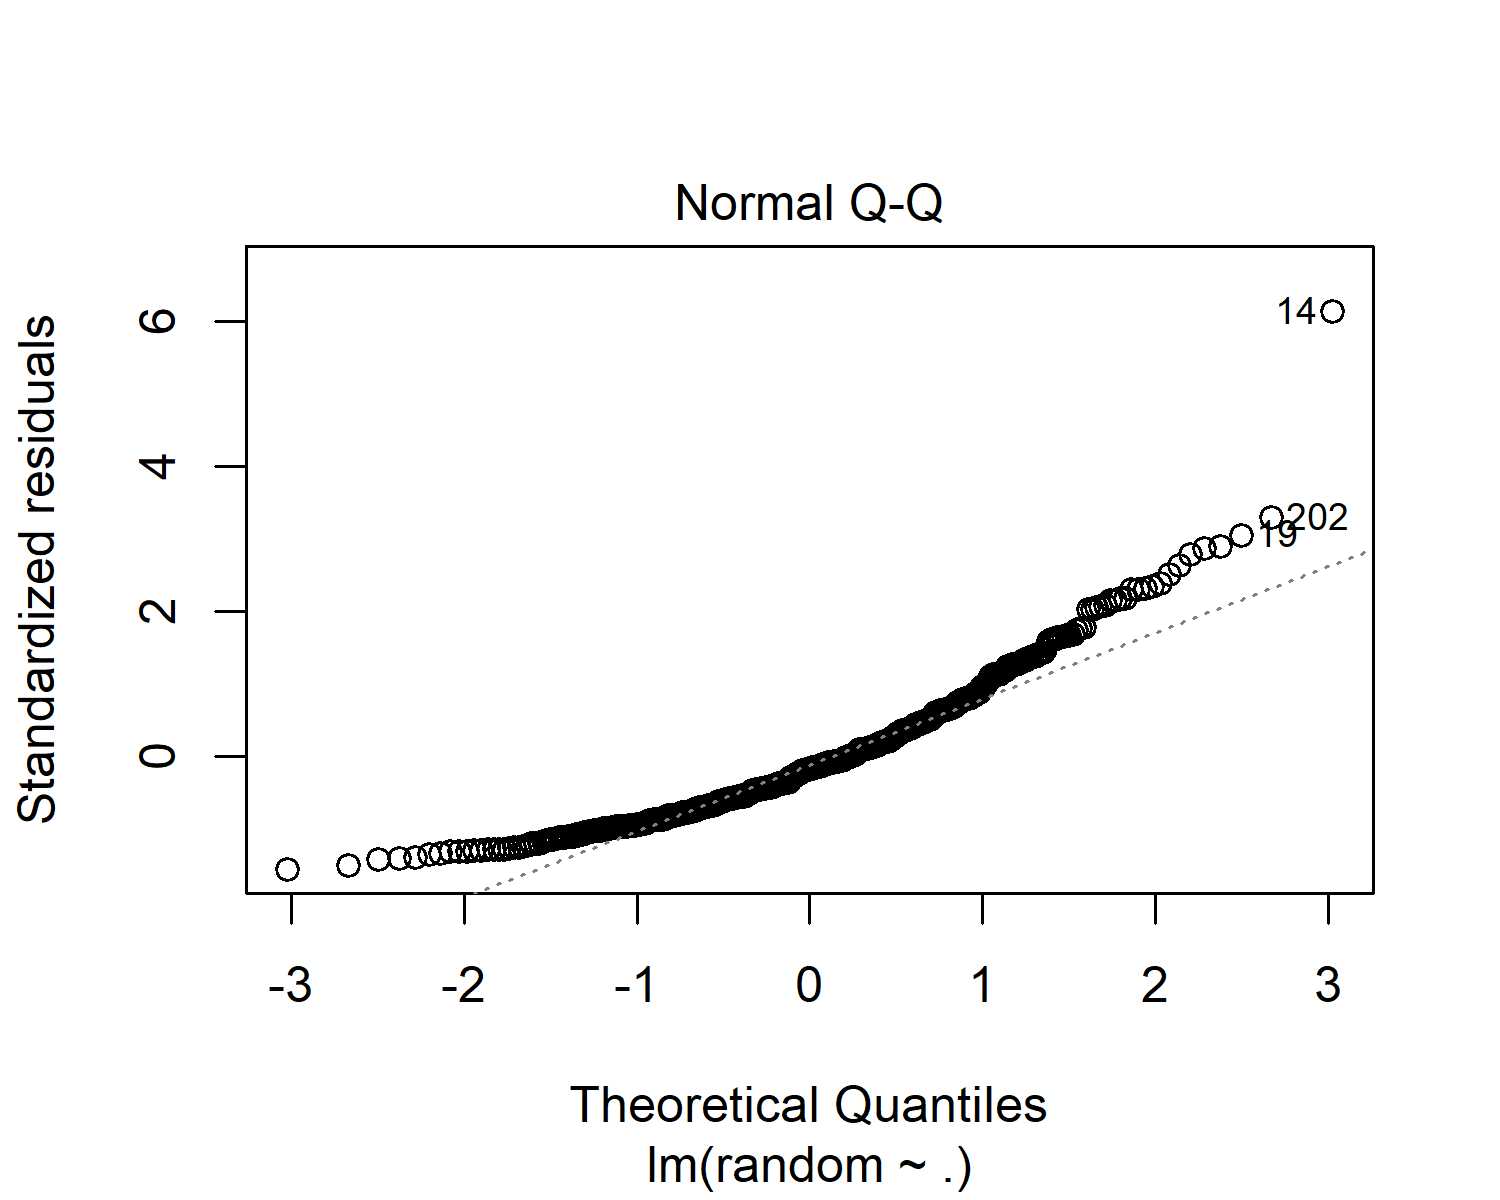 Normal Q-Q
Standardized residuals
6
4
2
0
14
202
19
-3 -2 -1 0 1 2 3
Theoretical Quantiles
lm(random ~ .)